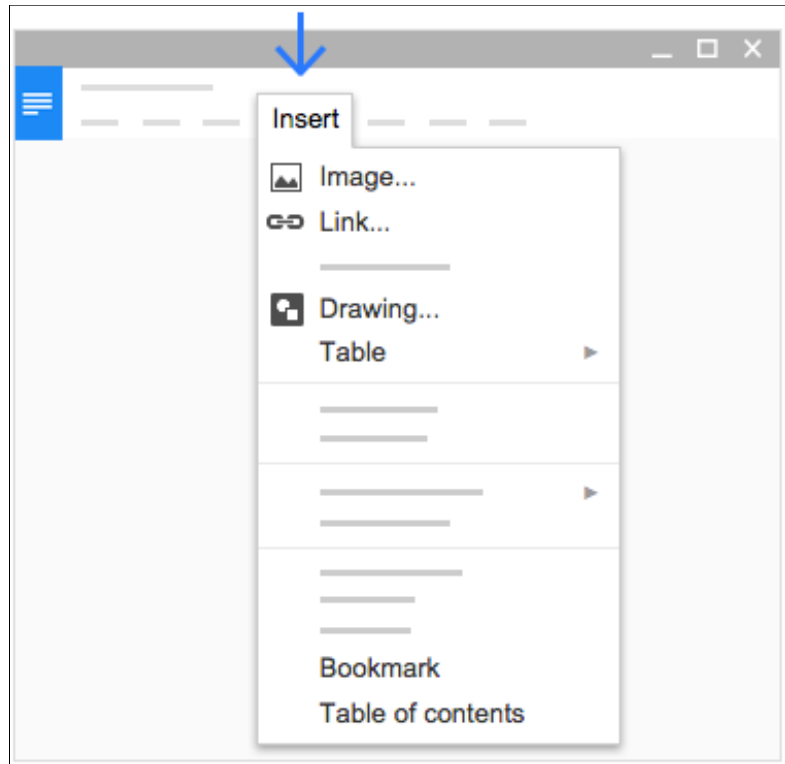 Insert
Image...
Link...
Drawing...
Table
Bookmark
Table of contents